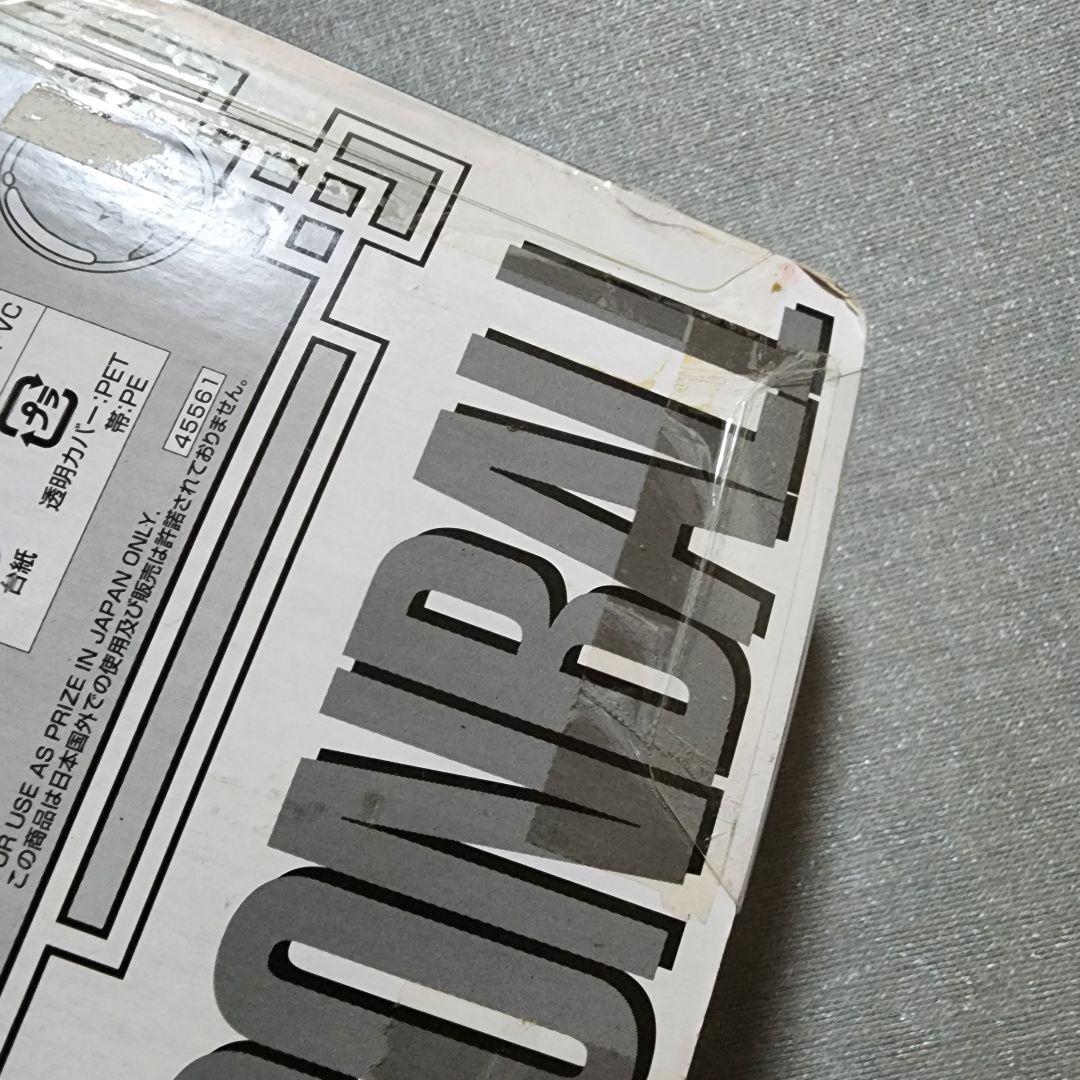 VC
透明カバー:PET
帯:PE
台紙
プラ
45561
OR USE AS PRIZE IN JAPAN ONLY.
この商品は日本国外での使用及び販売は許諾されておりません。
ONBALL